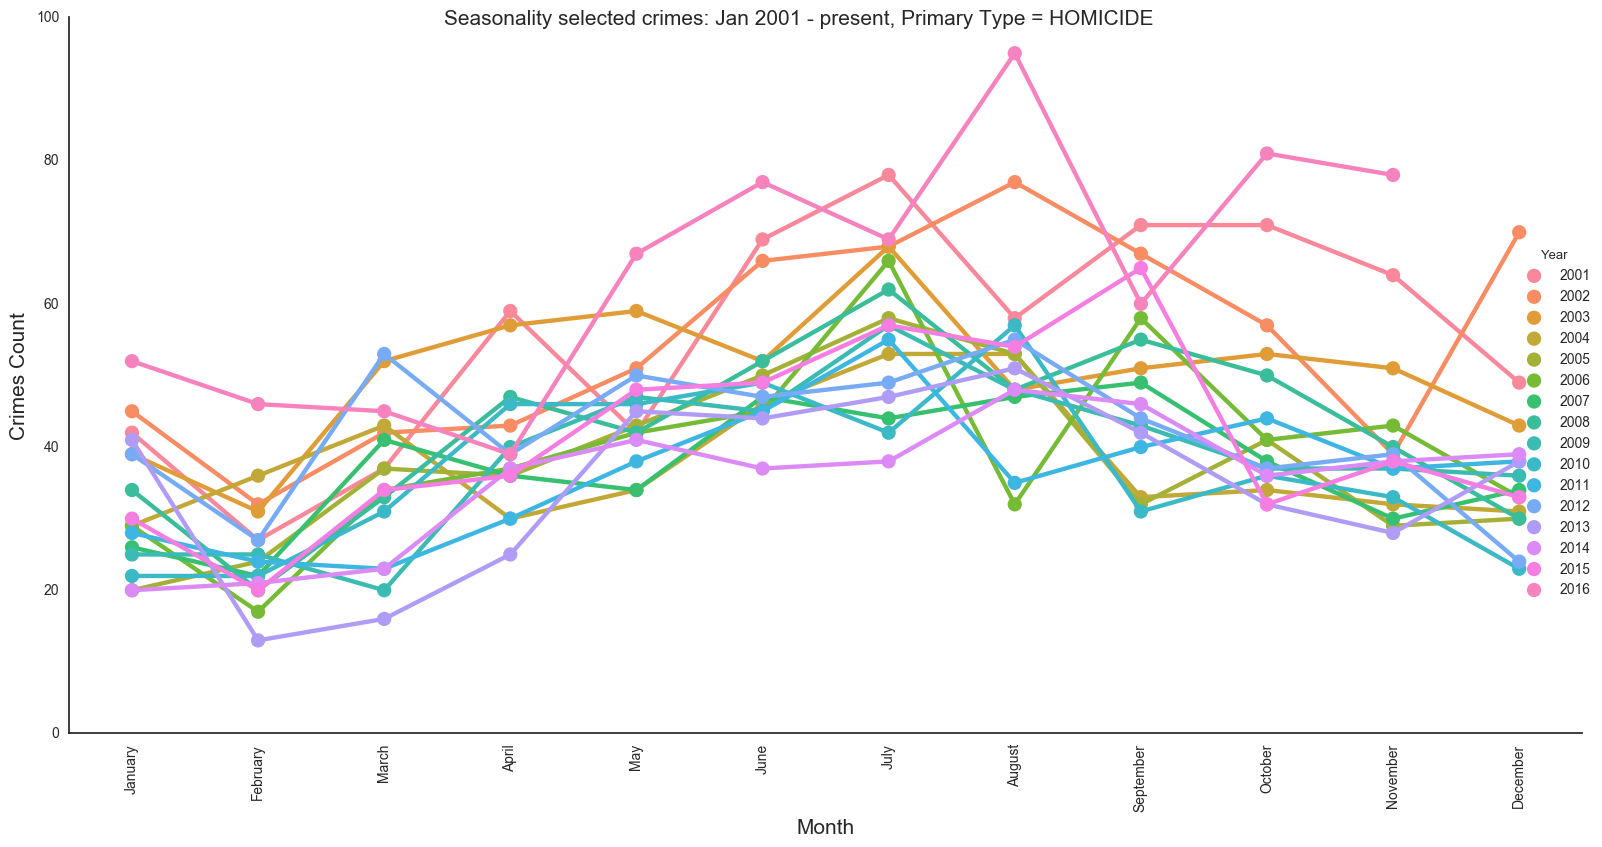 Seasonality selected crimes: Jan 2001 - present, Primary Type = HOMICIDE
100
80
60
40
20
0
Crimes Count
January
February
March
April
May
June
July
August
September
October
November
December
Month
Year
2001
2002
2003
2004
2005
2006
2007
2008
2009
2010
2011
2012
2013
2014
2015
2016